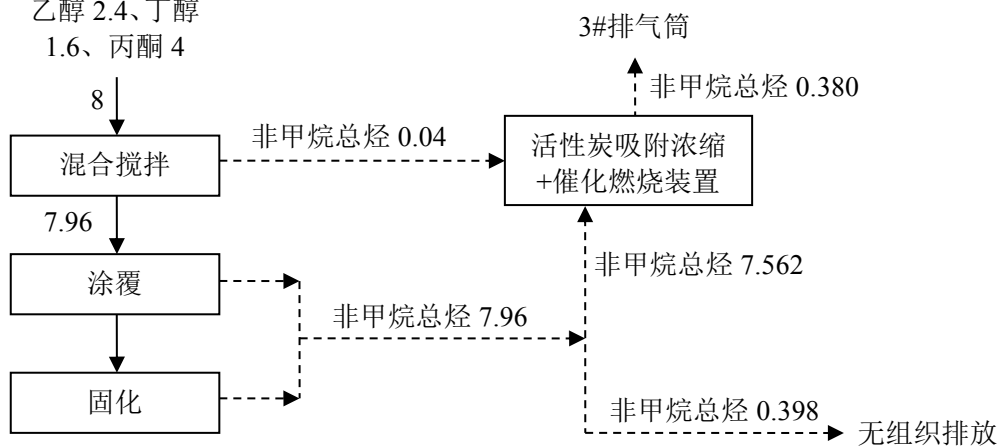 乙醇 2.4、丁醇
1.6、丙酮 4
8
混合搅拌
7.96
涂覆
固化
非甲烷总烃 0.04
非甲烷总烃 7.96
3#排气筒
非甲烷总烃 0.380
活性炭吸附浓缩
+催化燃烧装置
非甲烷总烃 7.562
非甲烷总烃 0.398
无组织排放